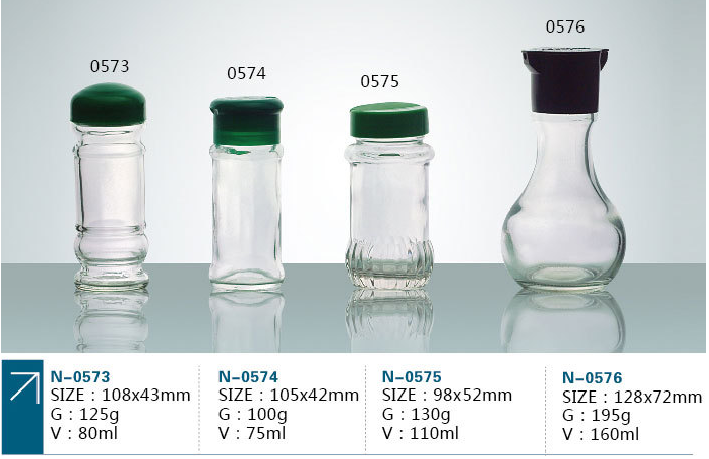 0573
0574
0575
0576
N-0573
SIZE : 108x43mm
G : 125g
V : 80ml
N-0574
SIZE : 105x42mm
G : 100g
V : 75ml
N-0575
SIZE : 98x52mm
G : 130g
V : 110ml
N-0576
SIZE : 128x72mm
G : 195g
V : 160ml